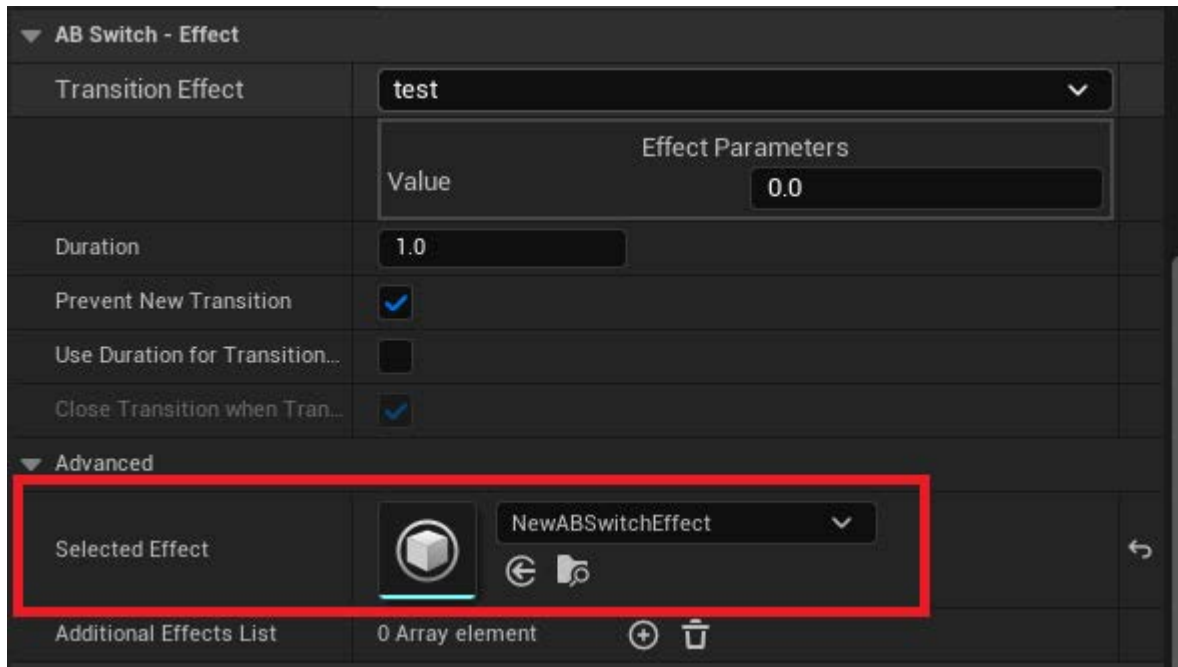 AB Switch - Effect
Transition Effect test
Effect Parameters
Value 0.0
Duration 1.0
Prevent New Transition
Use Duration for Transition...
Close Transition when Tran...
Advanced
NewABSwitchEffect
Selected Effect
Additional Effects List 0 Array element